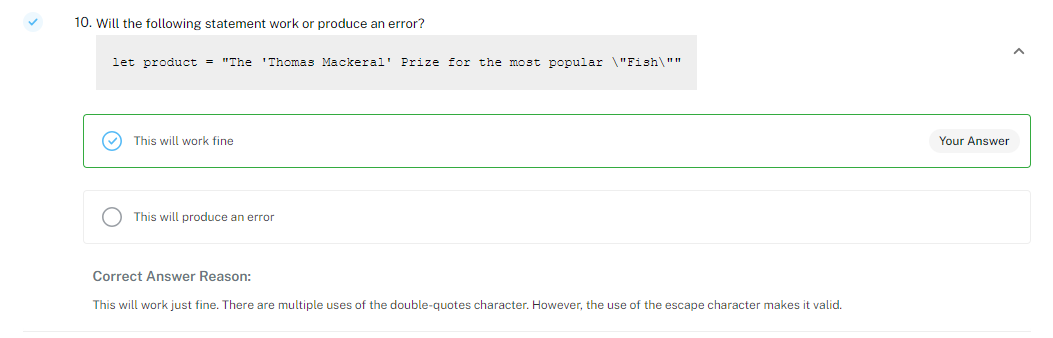 10. Will the following statement work or produce an error?
let product = "The 'Thomas Mackeral' Prize for the most popular \"Fish\""
This will work fine
Your Answer
This will produce an error
Correct Answer Reason:
This will work just fine. There are multiple uses of the double-quotes character. However, the use of the escape character makes it valid.